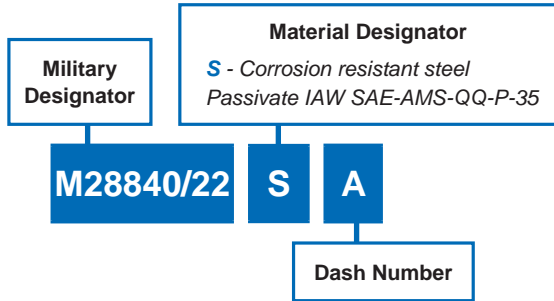 Material Designator
S - Corrosion resistant steel
Passivate IAW SAE-AMS-QQ-P-35
Military
Designator
M28840/22 S A
Dash Number